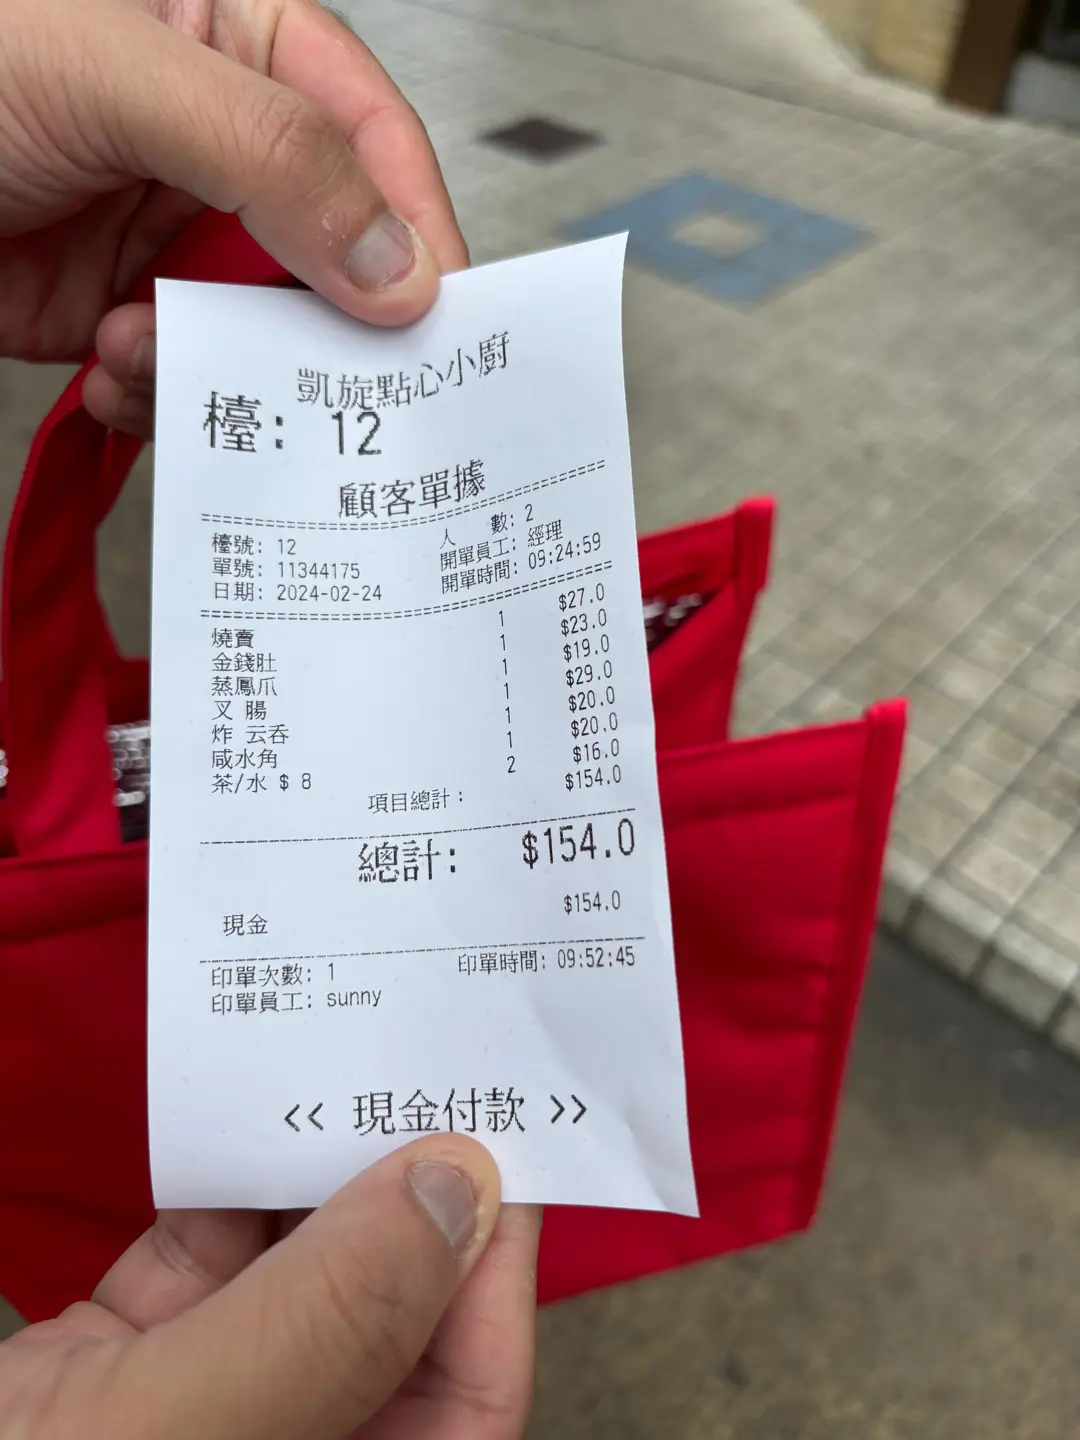 凱旋點心小廚
檯: 12
顧客單據
檯號: 12 人 數: 2
單號: 11344175 開單員工: 經理
日期: 2024-02-24 開單時間: 09:24:59
燒賣 1 $27.0
金錢肚 1 $23.0
蒸鳳爪 1 $19.0
叉 腸 1 $29.0
炸 云吞 1 $20.0
咸水角 1 $20.0
茶/水 $ 8 2 $16.0
項目總計: $154.0
總計: $154.0
現金 $154.0
印單次數: 1 印單時間: 09:52:45
印單員工: sunny
<< 現金付款 >>